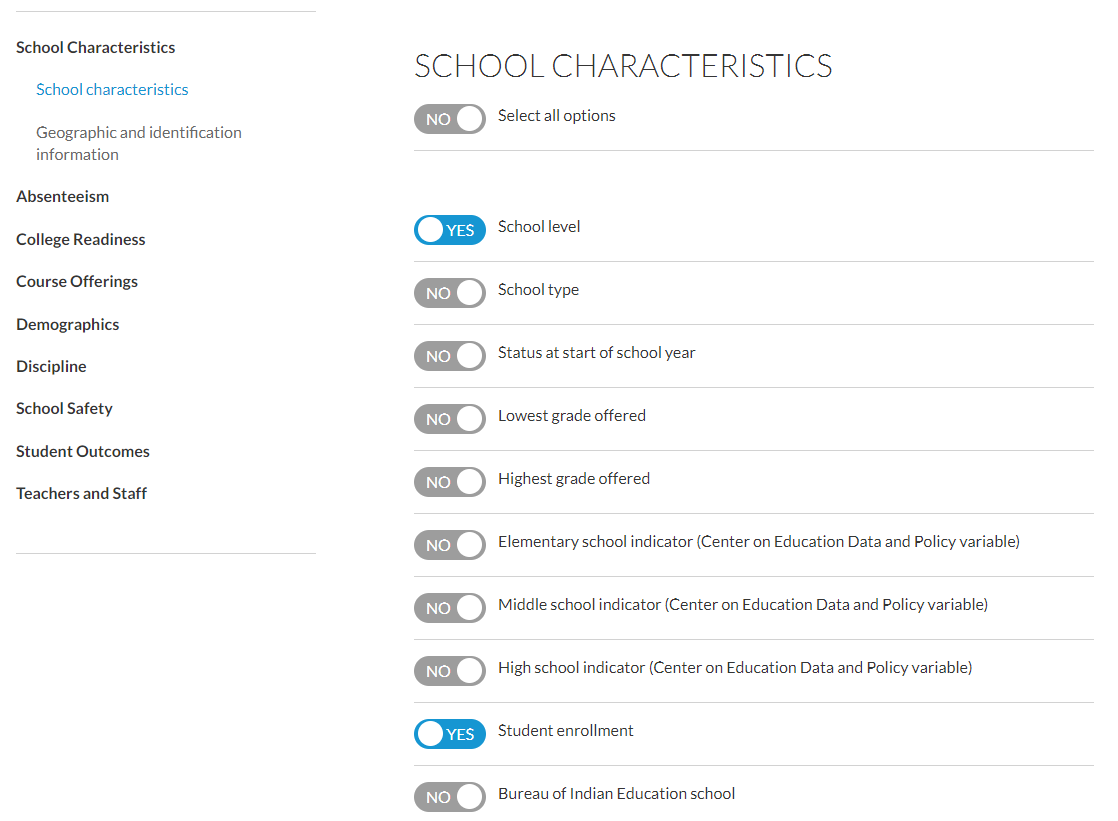 School Characteristics
School characteristics
Geographic and identification
information
Absenteeism
College Readiness
Course Offerings
Demographics
Discipline
School Safety
Student Outcomes
Teachers and Staff
SCHOOL CHARACTERISTICS
NO Select all options
YES School level
NO School type
NO Status at start of school year
NO Lowest grade offered
NO Highest grade offered
NO Elementary school indicator (Center on Education Data and Policy variable)
NO Middle school indicator (Center on Education Data and Policy variable)
NO High school indicator (Center on Education Data and Policy variable)
YES Student enrollment
NO Bureau of Indian Education school